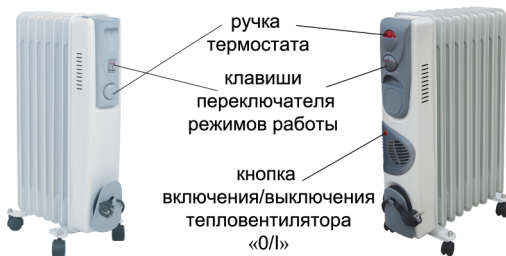 ручка
термостата
клавиши
переключателя
режимов работы
кнопка
включения/выключения
тепловентилятора
«0/I»